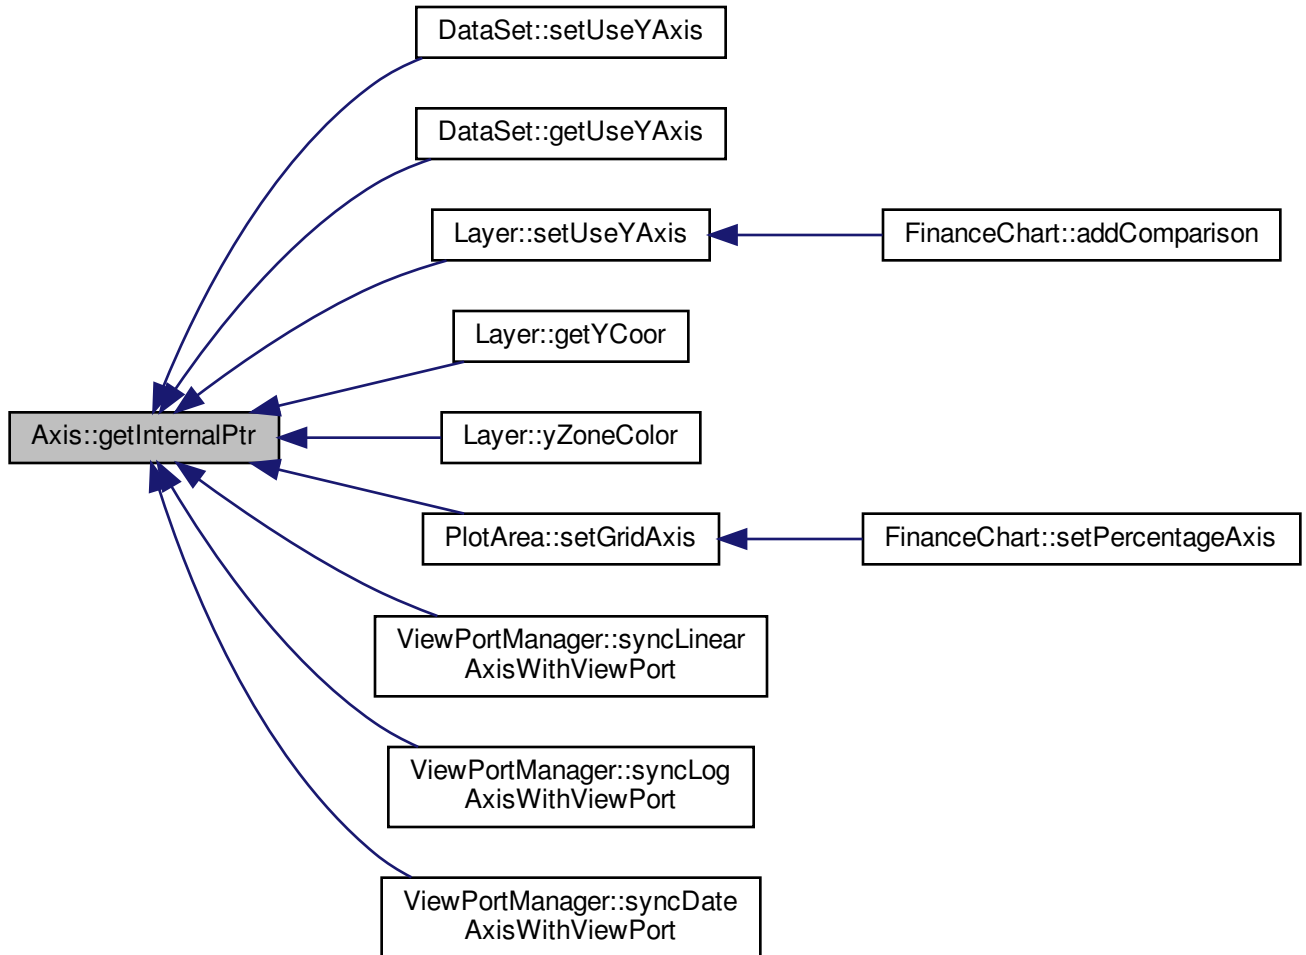 DataSet::setUseYAxis
DataSet::getUseYAxis
Layer::setUseYAxis
FinanceChart::addComparison
Layer::getYCoor
Axis::getInternalPtr
Layer::yZoneColor
PlotArea::setGridAxis
FinanceChart::setPercentageAxis
ViewPortManager::syncLinear
AxisWithViewPort
ViewPortManager::syncLog
AxisWithViewPort
ViewPortManager::syncDate
AxisWithViewPort